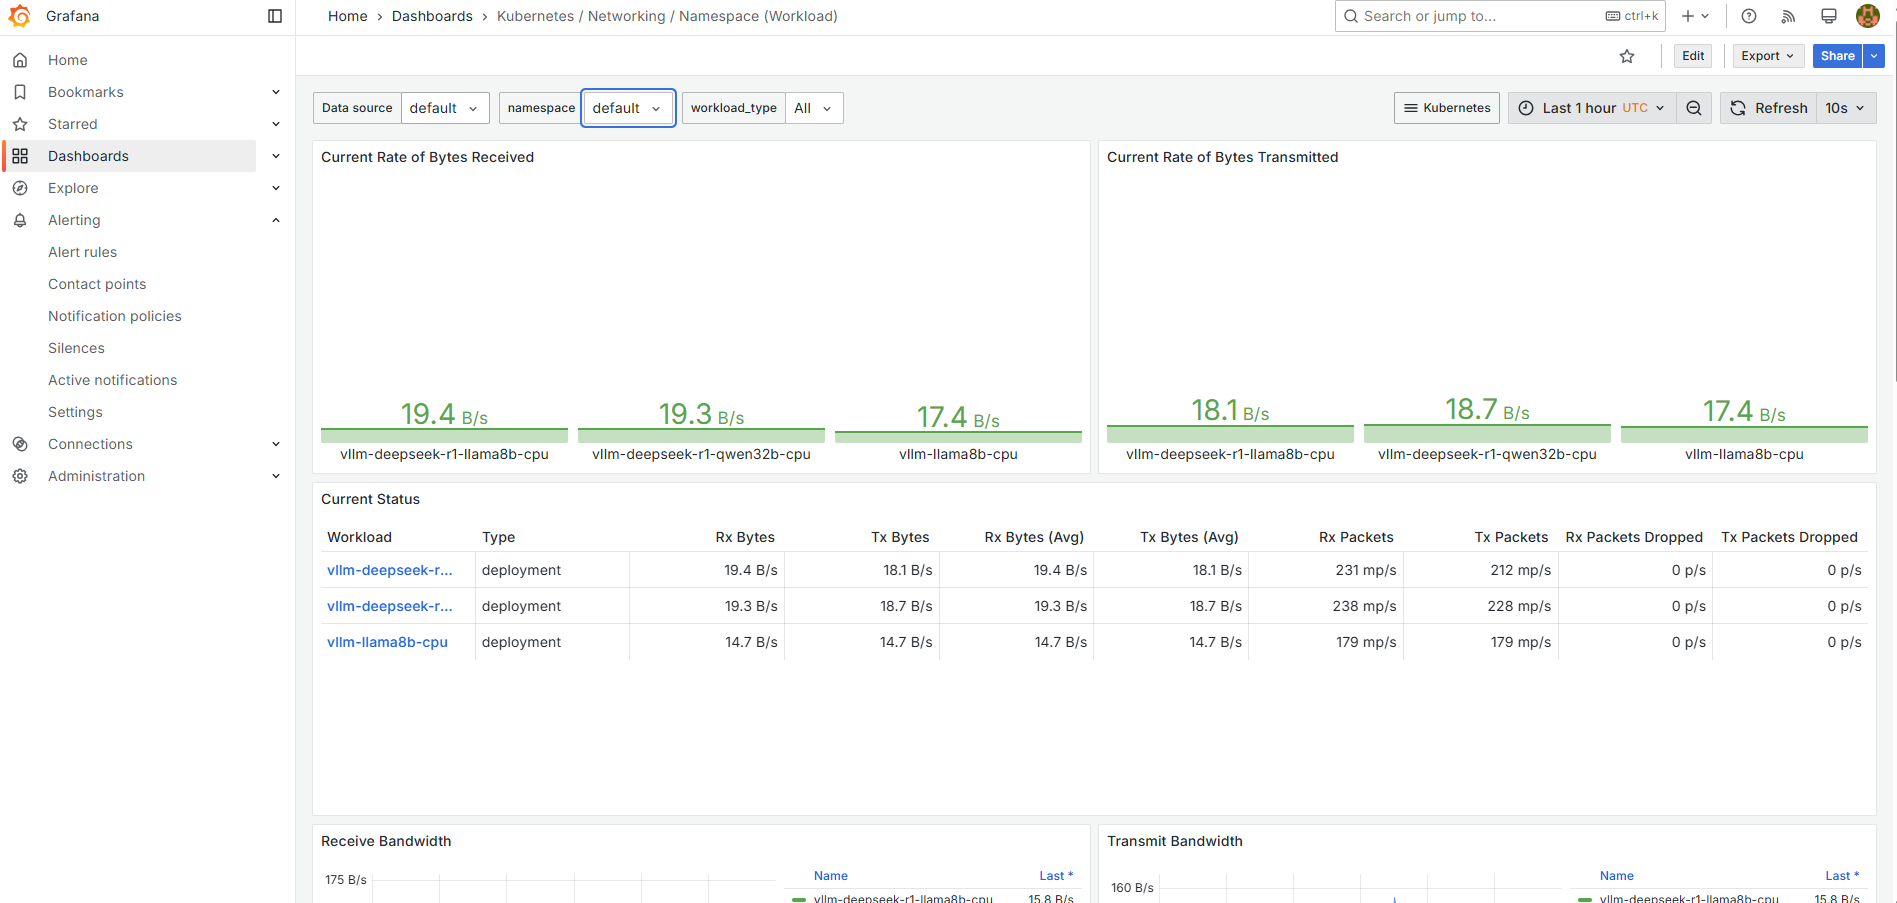 Grafana
Home > Dashboards > Kubernetes / Networking / Namespace (Workload)
Search or jump to...
ctrl+k
Home
Bookmarks
Starred
Dashboards
Explore
Alerting
Alert rules
Contact points
Notification policies
Silences
Active notifications
Settings
Connections
Administration
Edit
Export
Share
Data source default
namespace default
workload_type All
Kubernetes
Last 1 hour UTC
Refresh 10s
Current Rate of Bytes Received
19.4 B/s
19.3 B/s
17.4 B/s
vllm-deepseek-r1-llama8b-cpu
vllm-deepseek-r1-qwen32b-cpu
vllm-llama8b-cpu
Current Rate of Bytes Transmitted
18.1 B/s
18.7 B/s
17.4 B/s
vllm-deepseek-r1-llama8b-cpu
vllm-deepseek-r1-qwen32b-cpu
vllm-llama8b-cpu
Current Status
Workload Type Rx Bytes Tx Bytes Rx Bytes (Avg) Tx Bytes (Avg) Rx Packets Tx Packets Rx Packets Dropped Tx Packets Dropped
vllm-deepseek-r... deployment 19.4 B/s 18.1 B/s 19.4 B/s 18.1 B/s 231 mp/s 212 mp/s 0 p/s 0 p/s
vllm-deepseek-r... deployment 19.3 B/s 18.7 B/s 19.3 B/s 18.7 B/s 238 mp/s 228 mp/s 0 p/s 0 p/s
vllm-llama8b-cpu deployment 14.7 B/s 14.7 B/s 14.7 B/s 14.7 B/s 179 mp/s 179 mp/s 0 p/s 0 p/s
Receive Bandwidth
175 B/s
Name Last *
vllm-deepseek-r1-llama8b-cpu 15.8 B/s
Transmit Bandwidth
160 B/s
Name Last *
vllm-deepseek-r1-llama8b-cpu 15.8 B/s